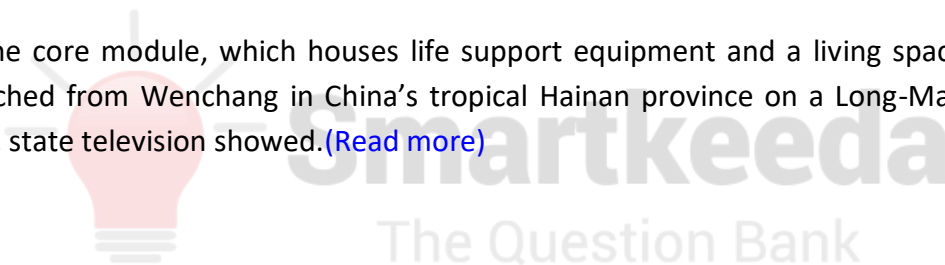 ne core module, which houses life support equipment and a living spac
ched from Wenchang in China’s tropical Hainan province on a Long-Ma
state television showed.(Read more)
Smartkeeda
The Question Bank